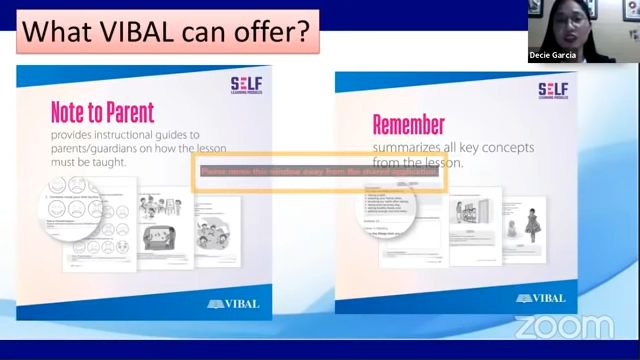 What VIBAL can offer?
Decie Garcia
SELF
LEARNING MODULES
Note to Parent
provides instructional guides to
parents/guardians on how the lesson
must be taught.
VIBAL
SELF
LEARNING MODULES
Remember
summarizes all key concepts
from the lesson.
Please move this window away from the shared application
VIBAL
zoom